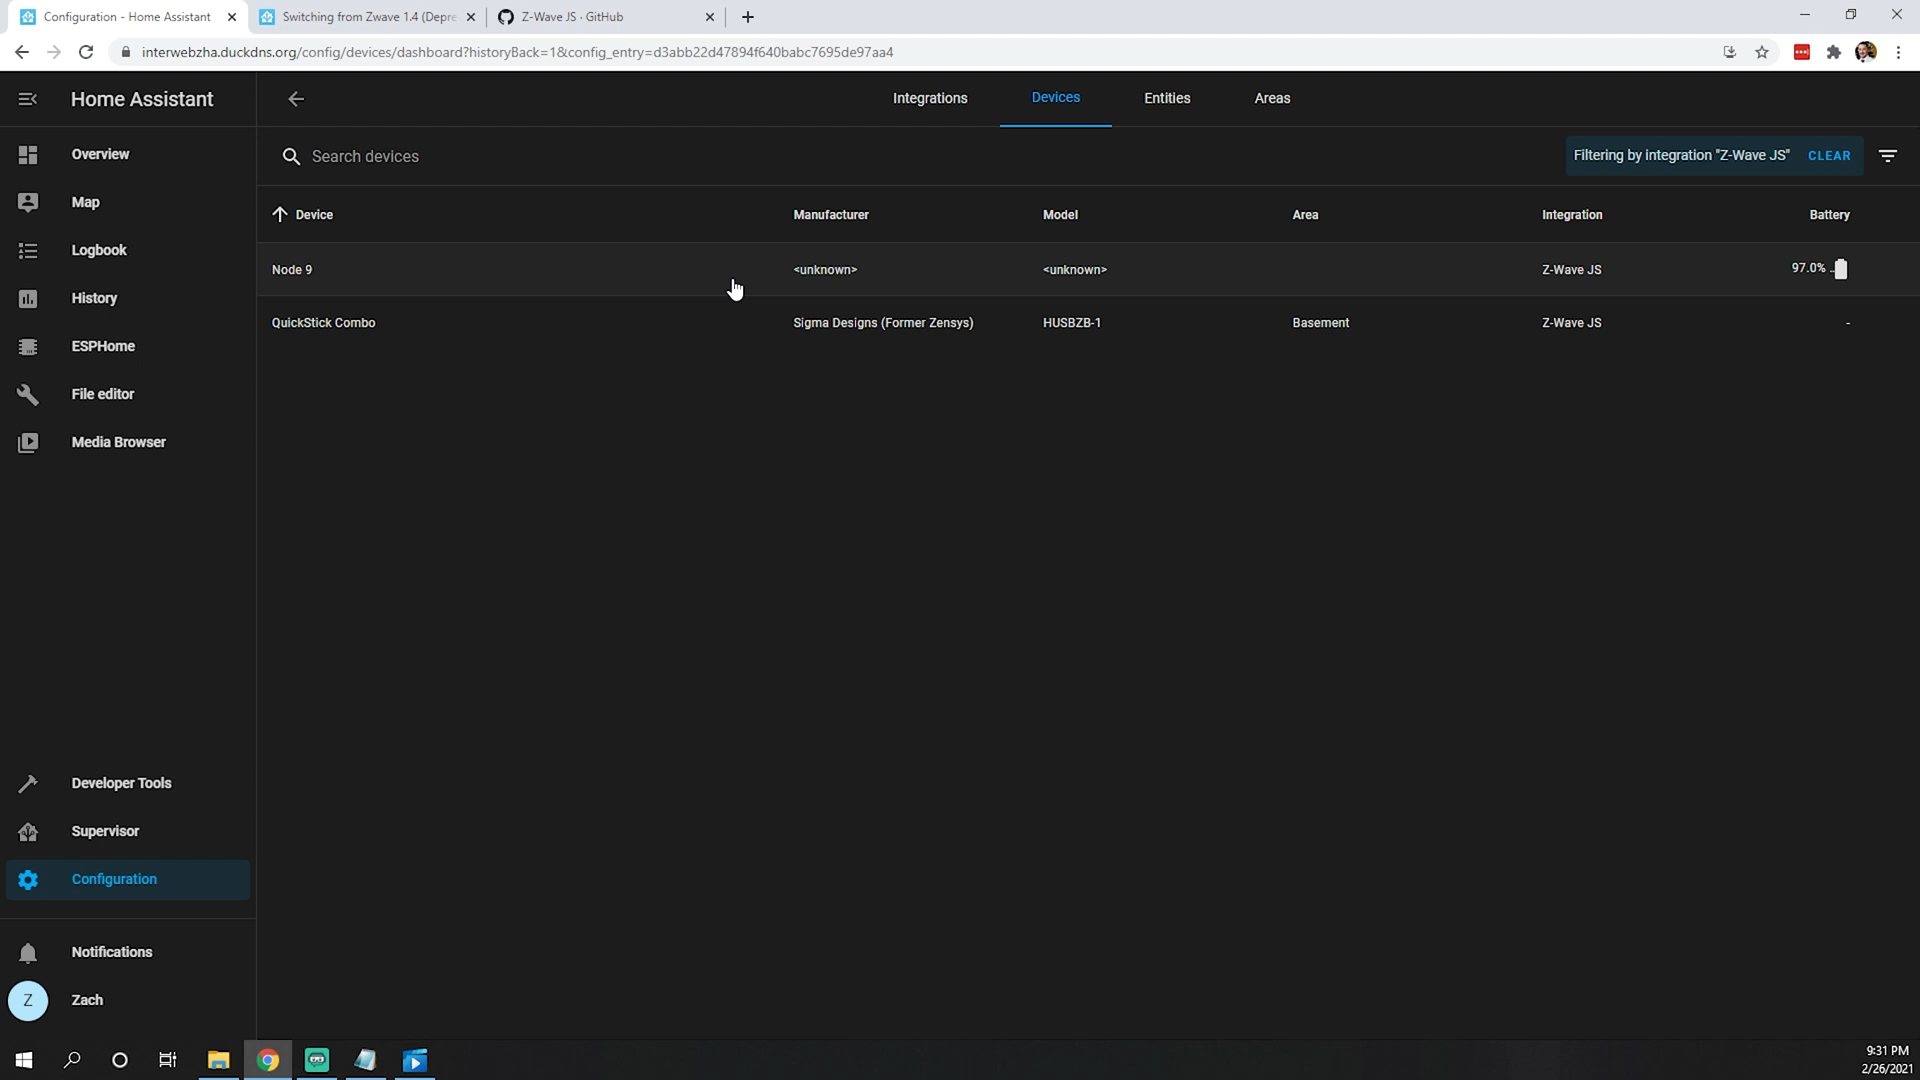 Configuration - Home Assistant
Switching from Zwave 1.4 (Depre
Z-Wave JS · GitHub
interwebzha.duckdns.org/config/devices/dashboard?historyBack=1&config_entry=d3abb22d47894f640babc7695de97aa4
Home Assistant
Integrations
Devices
Entities
Areas
Overview
Map
Logbook
History
ESPHome
File editor
Media Browser
Developer Tools
Supervisor
Configuration
Notifications
Z
Zach
Search devices
Filtering by integration "Z-Wave JS" CLEAR
Device Manufacturer Model Area Integration Battery
Node 9 <unknown> <unknown> Z-Wave JS 97.0%
QuickStick Combo Sigma Designs (Former Zensys) HUSBZB-1 Basement Z-Wave JS -
9:31 PM
2/26/2021